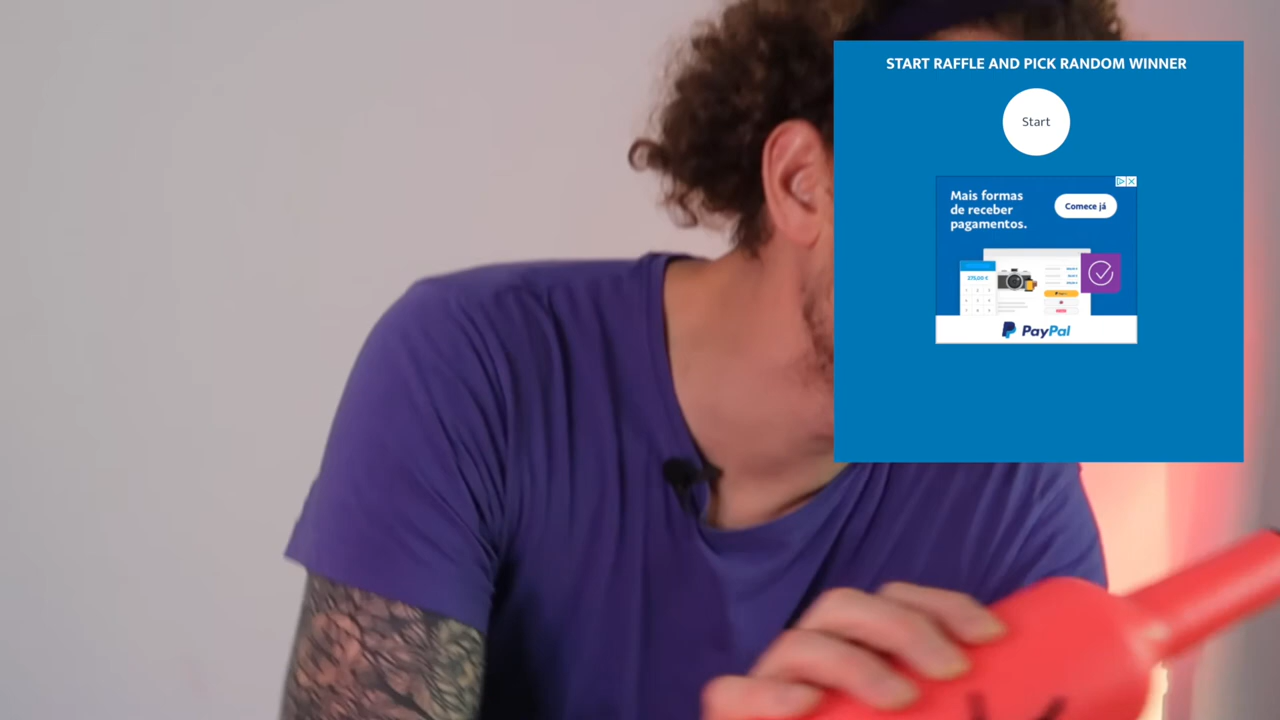 START RAFFLE AND PICK RANDOM WINNER
Start
Mais formas
de receber
pagamentos.
Comece já
PayPal